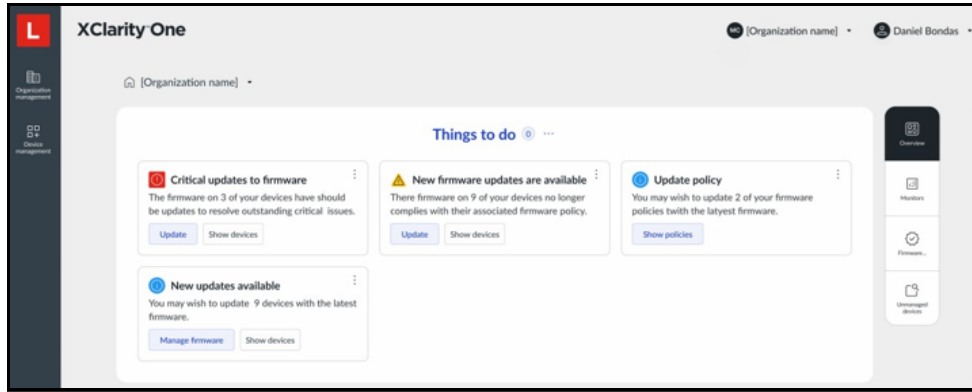 L
XClarity One
MC [Organization name]
Daniel Bondas
Organization management
Device management
[Organization name]
Things to do 0
Critical updates to firmware
The firmware on 3 of your devices have should
be updates to resolve outstanding critical issues.
Update Show devices
New firmware updates are available
There firmware on 9 of your devices no longer
complies with their associated firmware policy.
Update Show devices
Update policy
You may wish to update 2 of your firmware
policies twith the latyest firmware.
Show policies
New updates available
You may wish to update 9 devices with the latest
firmware.
Manage firmware Show devices
Overview
Monitors
Firmware...
Unmanaged
devices